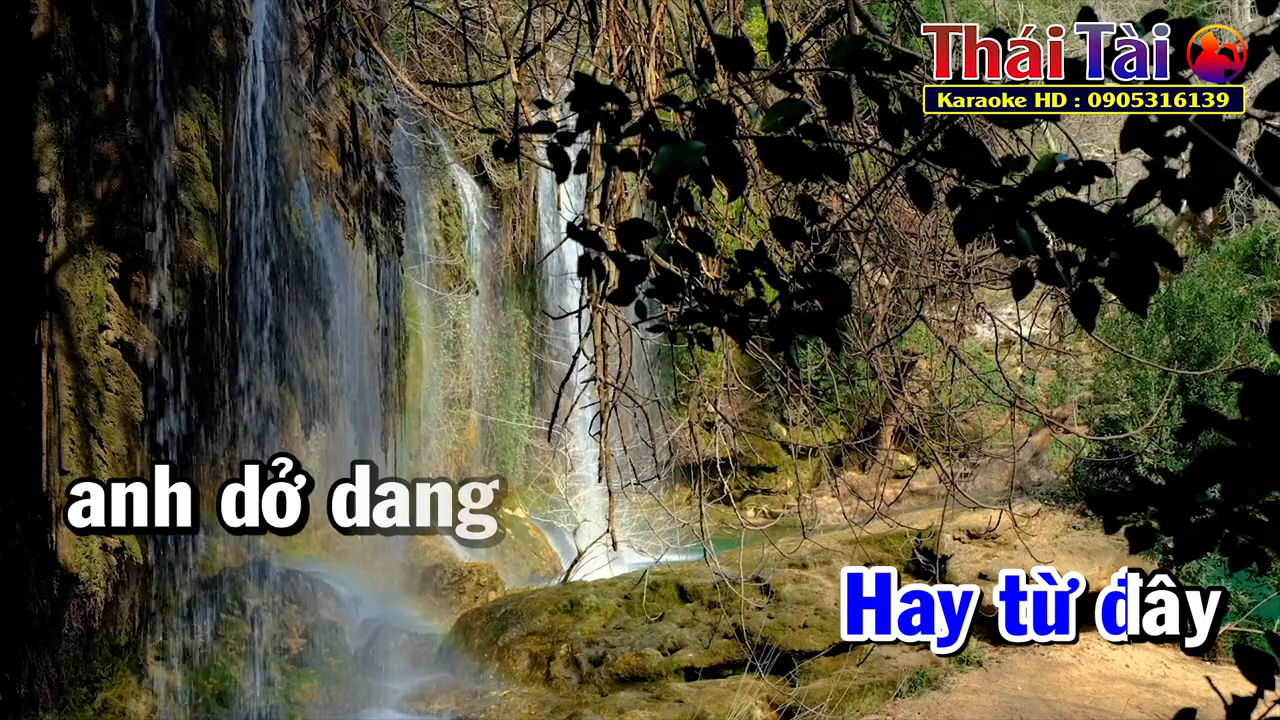 Thái Tài
Karaoke HD : 0905316139
anh dở dang
Hay từ đây